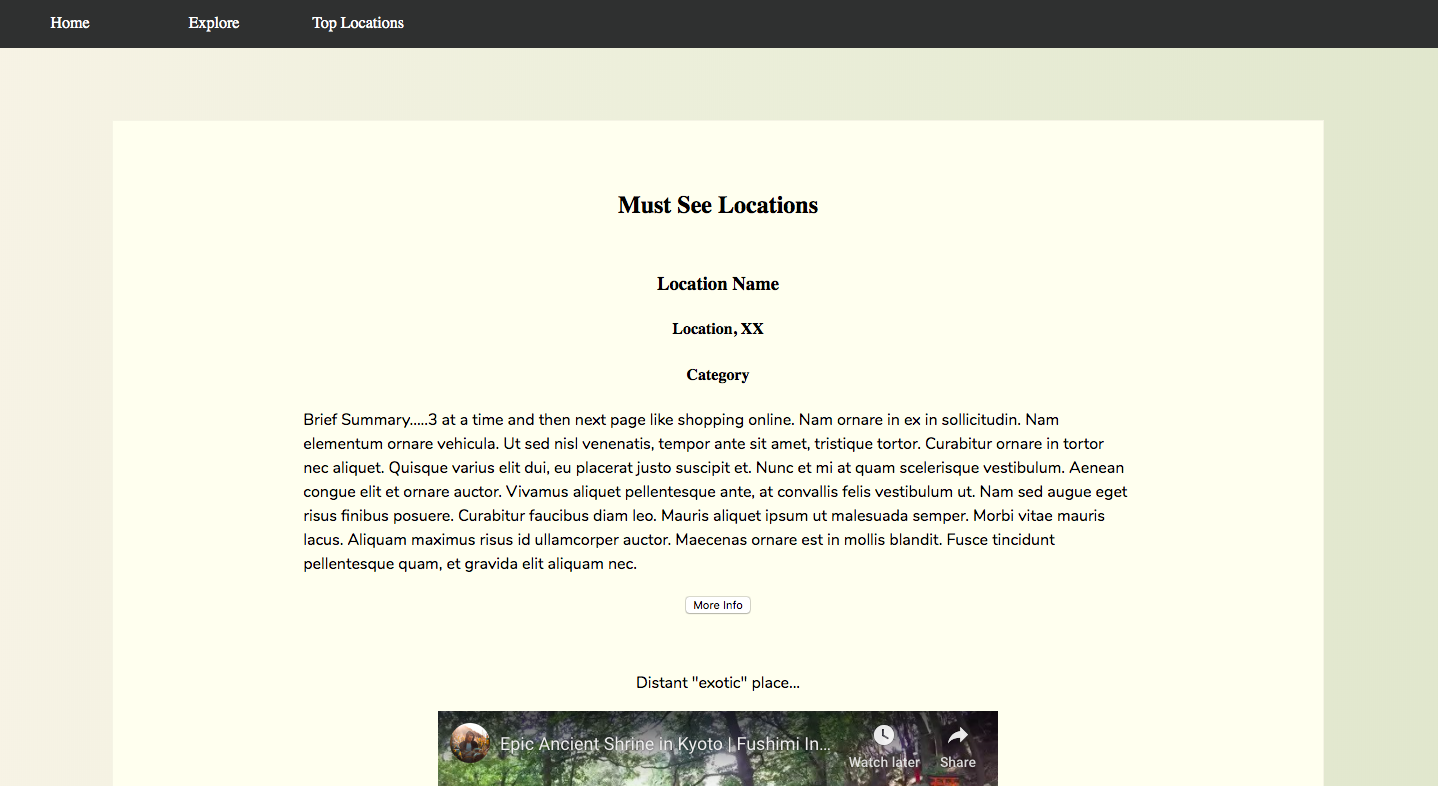 Home Explore Top Locations
Must See Locations
Location Name
Location, XX
Category
Brief Summary.....3 at a time and then next page like shopping online. Nam ornare in ex in sollicitudin. Nam
elementum ornare vehicula. Ut sed nisl venenatis, tempor ante sit amet, tristique tortor. Curabitur ornare in tortor
nec aliquet. Quisque varius elit dui, eu placerat justo suscipit et. Nunc et mi at quam scelerisque vestibulum. Aenean
congue elit et ornare auctor. Vivamus aliquet pellentesque ante, at convallis felis vestibulum ut. Nam sed augue eget
risus finibus posuere. Curabitur faucibus diam leo. Mauris aliquet ipsum ut malesuada semper. Morbi vitae mauris
lacus. Aliquam maximus risus id ullamcorper auctor. Maecenas ornare est in mollis blandit. Fusce tincidunt
pellentesque quam, et gravida elit aliquam nec.
More Info
Distant "exotic" place...
Epic Ancient Shrine in Kyoto | Fushimi In...
Watch later Share